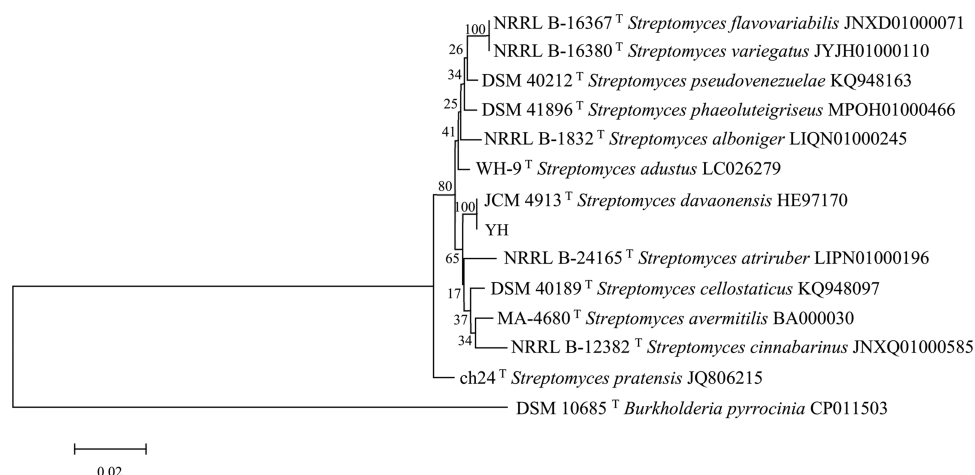 NRRL B-16367 T Streptomyces flavovariabilis JNXD01000071
100
NRRL B-16380 T Streptomyces variegatus JYJH01000110
26
34
DSM 40212 T Streptomyces pseudovenezuelae KQ948163
25
DSM 41896 T Streptomyces phaeoluteigriseus MPOH01000466
41
NRRL B-1832 T Streptomyces alboniger LIQN01000245
WH-9 T Streptomyces adustus LC026279
80
JCM 4913 T Streptomyces davaonensis HE97170
100
YH
65
NRRL B-24165 T Streptomyces atriruber LIPN01000196
17
DSM 40189 T Streptomyces cellostaticus KQ948097
37
MA-4680 T Streptomyces avermitilis BA000030
34
NRRL B-12382 T Streptomyces cinnabarinus JNXQ01000585
ch24 T Streptomyces pratensis JQ806215
DSM 10685 T Burkholderia pyrrocinia CP011503
0.02